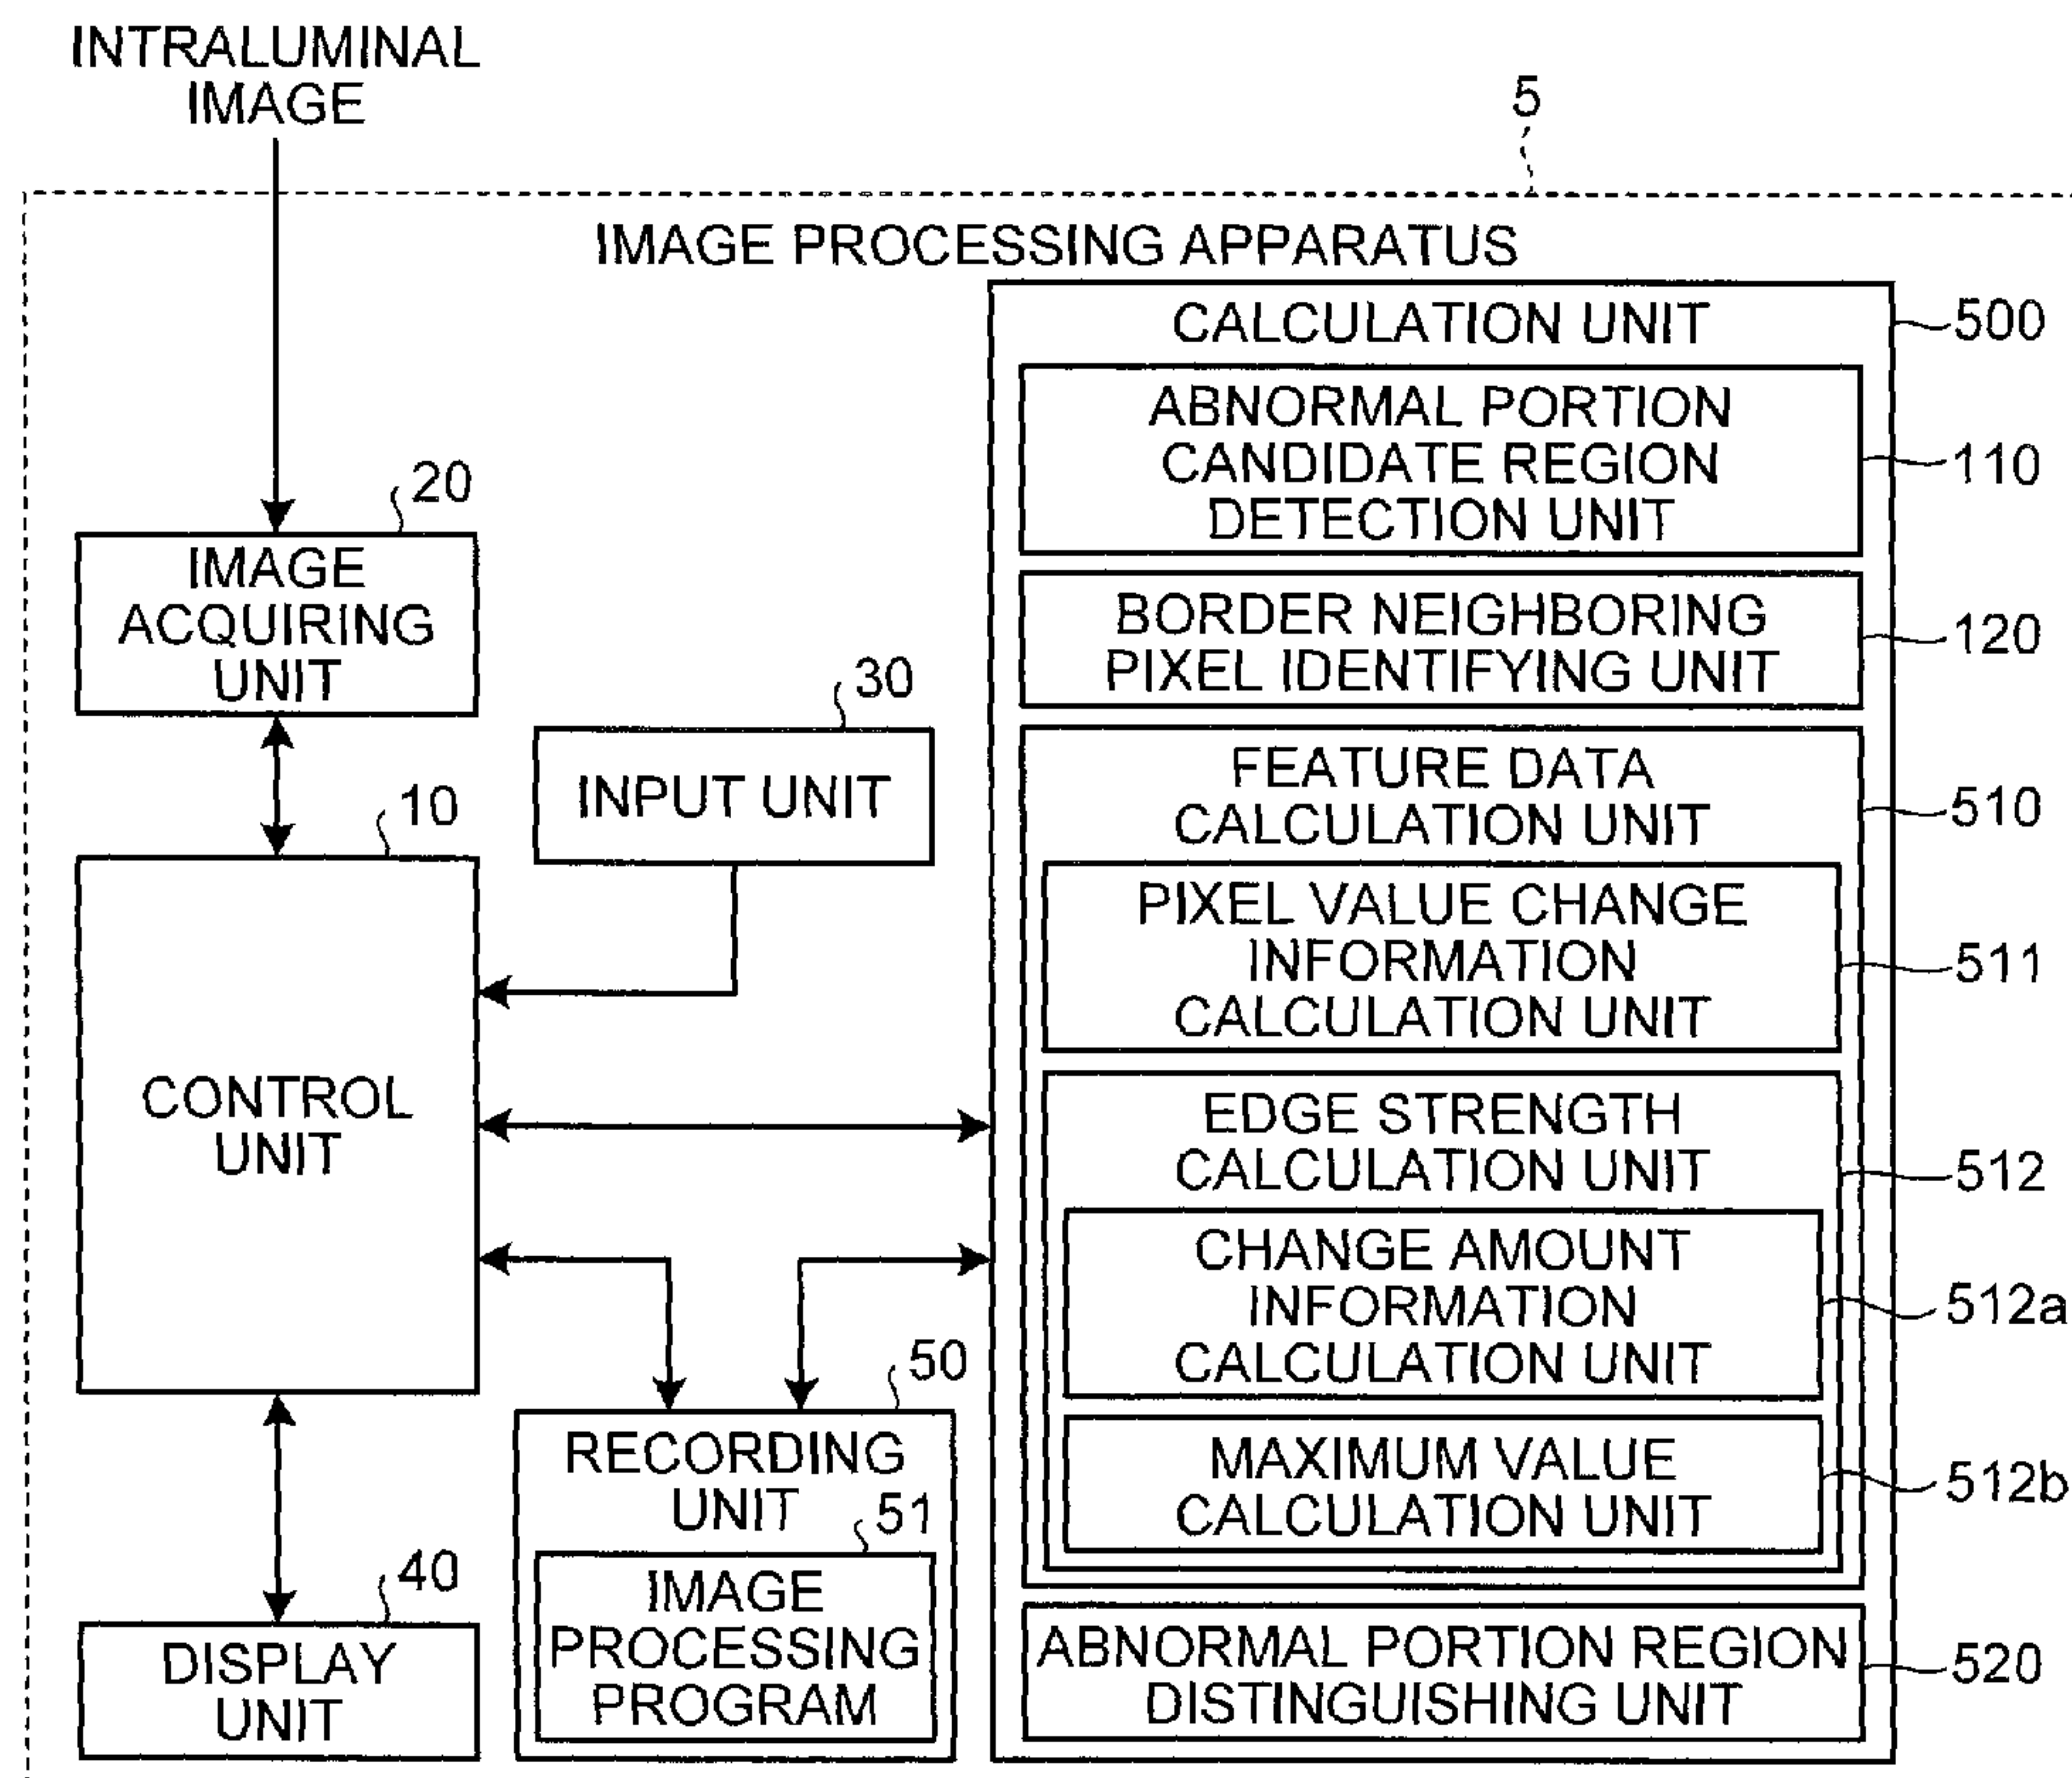 INTRALUMINAL
IMAGE
5
IMAGE PROCESSING APPARATUS
20
IMAGE
ACQUIRING
UNIT
30
INPUT UNIT
10
CONTROL
UNIT
40
DISPLAY
UNIT
50
RECORDING
UNIT
51
IMAGE
PROCESSING
PROGRAM
CALCULATION UNIT
500
ABNORMAL PORTION
CANDIDATE REGION
DETECTION UNIT
110
BORDER NEIGHBORING
PIXEL IDENTIFYING UNIT
120
FEATURE DATA
CALCULATION UNIT
510
PIXEL VALUE CHANGE
INFORMATION
CALCULATION UNIT
511
EDGE STRENGTH
CALCULATION UNIT
512
CHANGE AMOUNT
INFORMATION
CALCULATION UNIT
512a
MAXIMUM VALUE
CALCULATION UNIT
512b
ABNORMAL PORTION REGION
DISTINGUISHING UNIT
520